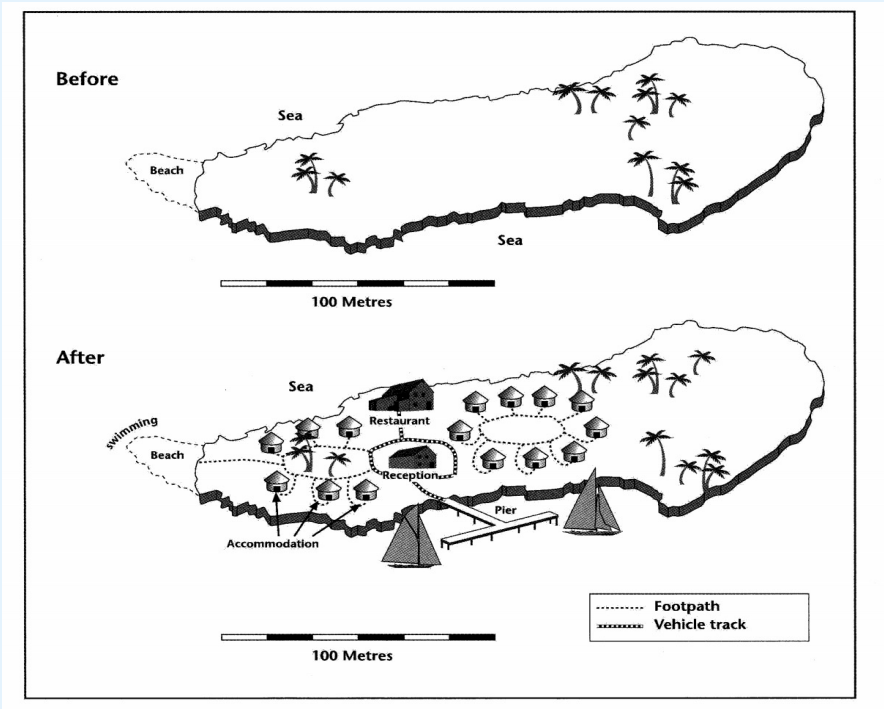 Before
Sea
Beach
Sea
100 Metres
After
Sea
swimming
Restaurant
Beach
Reception
Pier
Accommodation
Footpath
Vehicle track
100 Metres